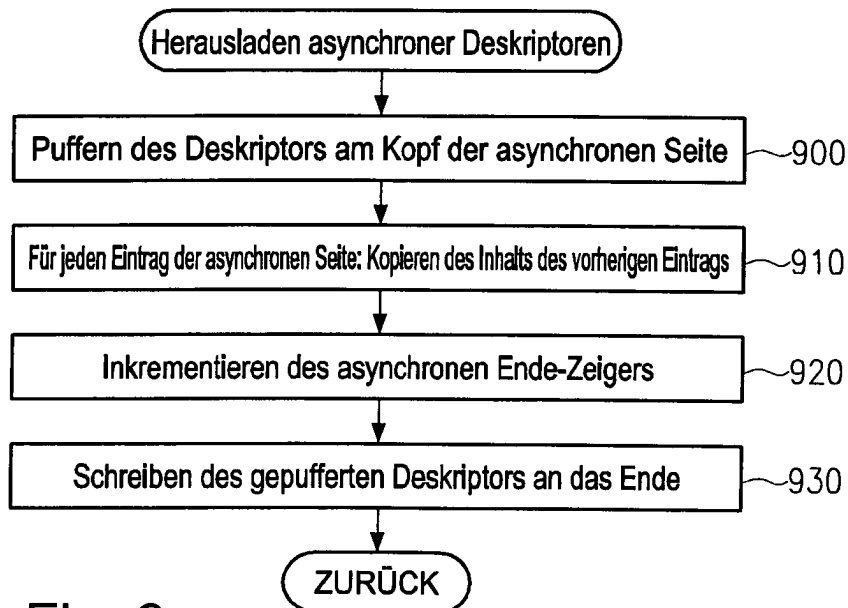 Herausladen asynchroner Deskriptoren
Puffern des Deskriptors am Kopf der asynchronen Seite
900
Für jeden Eintrag der asynchronen Seite: Kopieren des Inhalts des vorherigen Eintrags
910
Inkrementieren des asynchronen Ende-Zeigers
920
Schreiben des gepufferten Deskriptors an das Ende
930
ZURÜCK